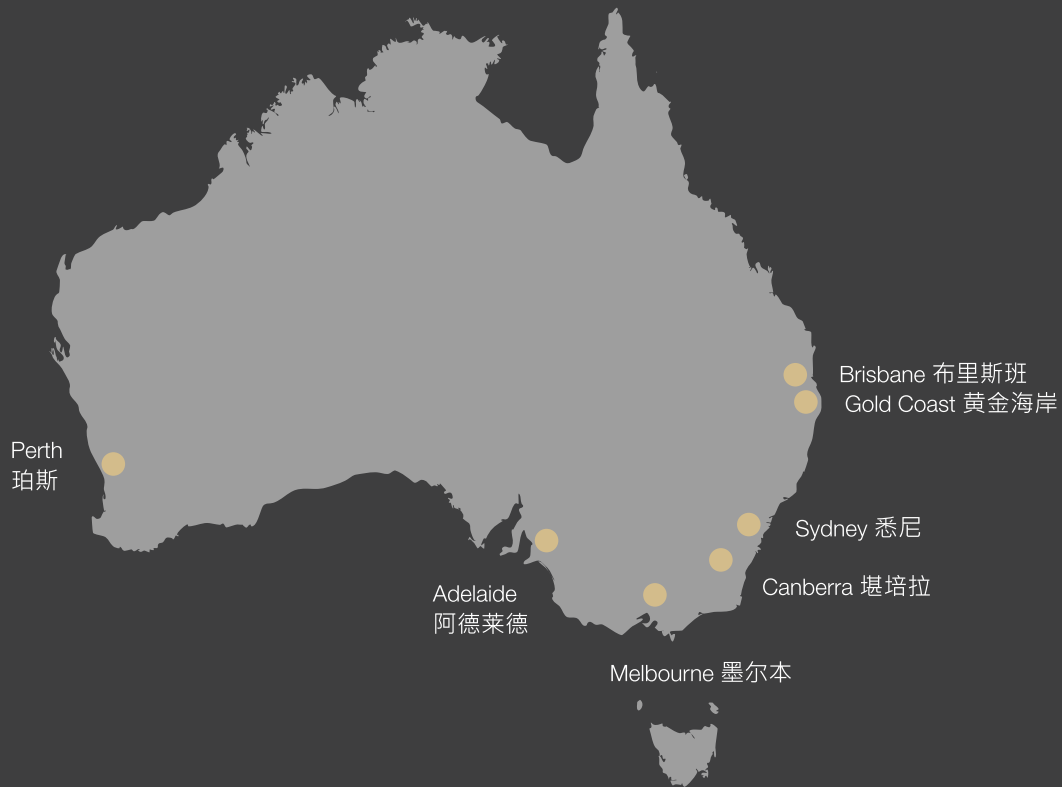 Brisbane 布里斯班
Gold Coast 黄金海岸
Perth
珀斯
Sydney 悉尼
Canberra 堪培拉
Adelaide
阿德莱德
Melbourne 墨尔本